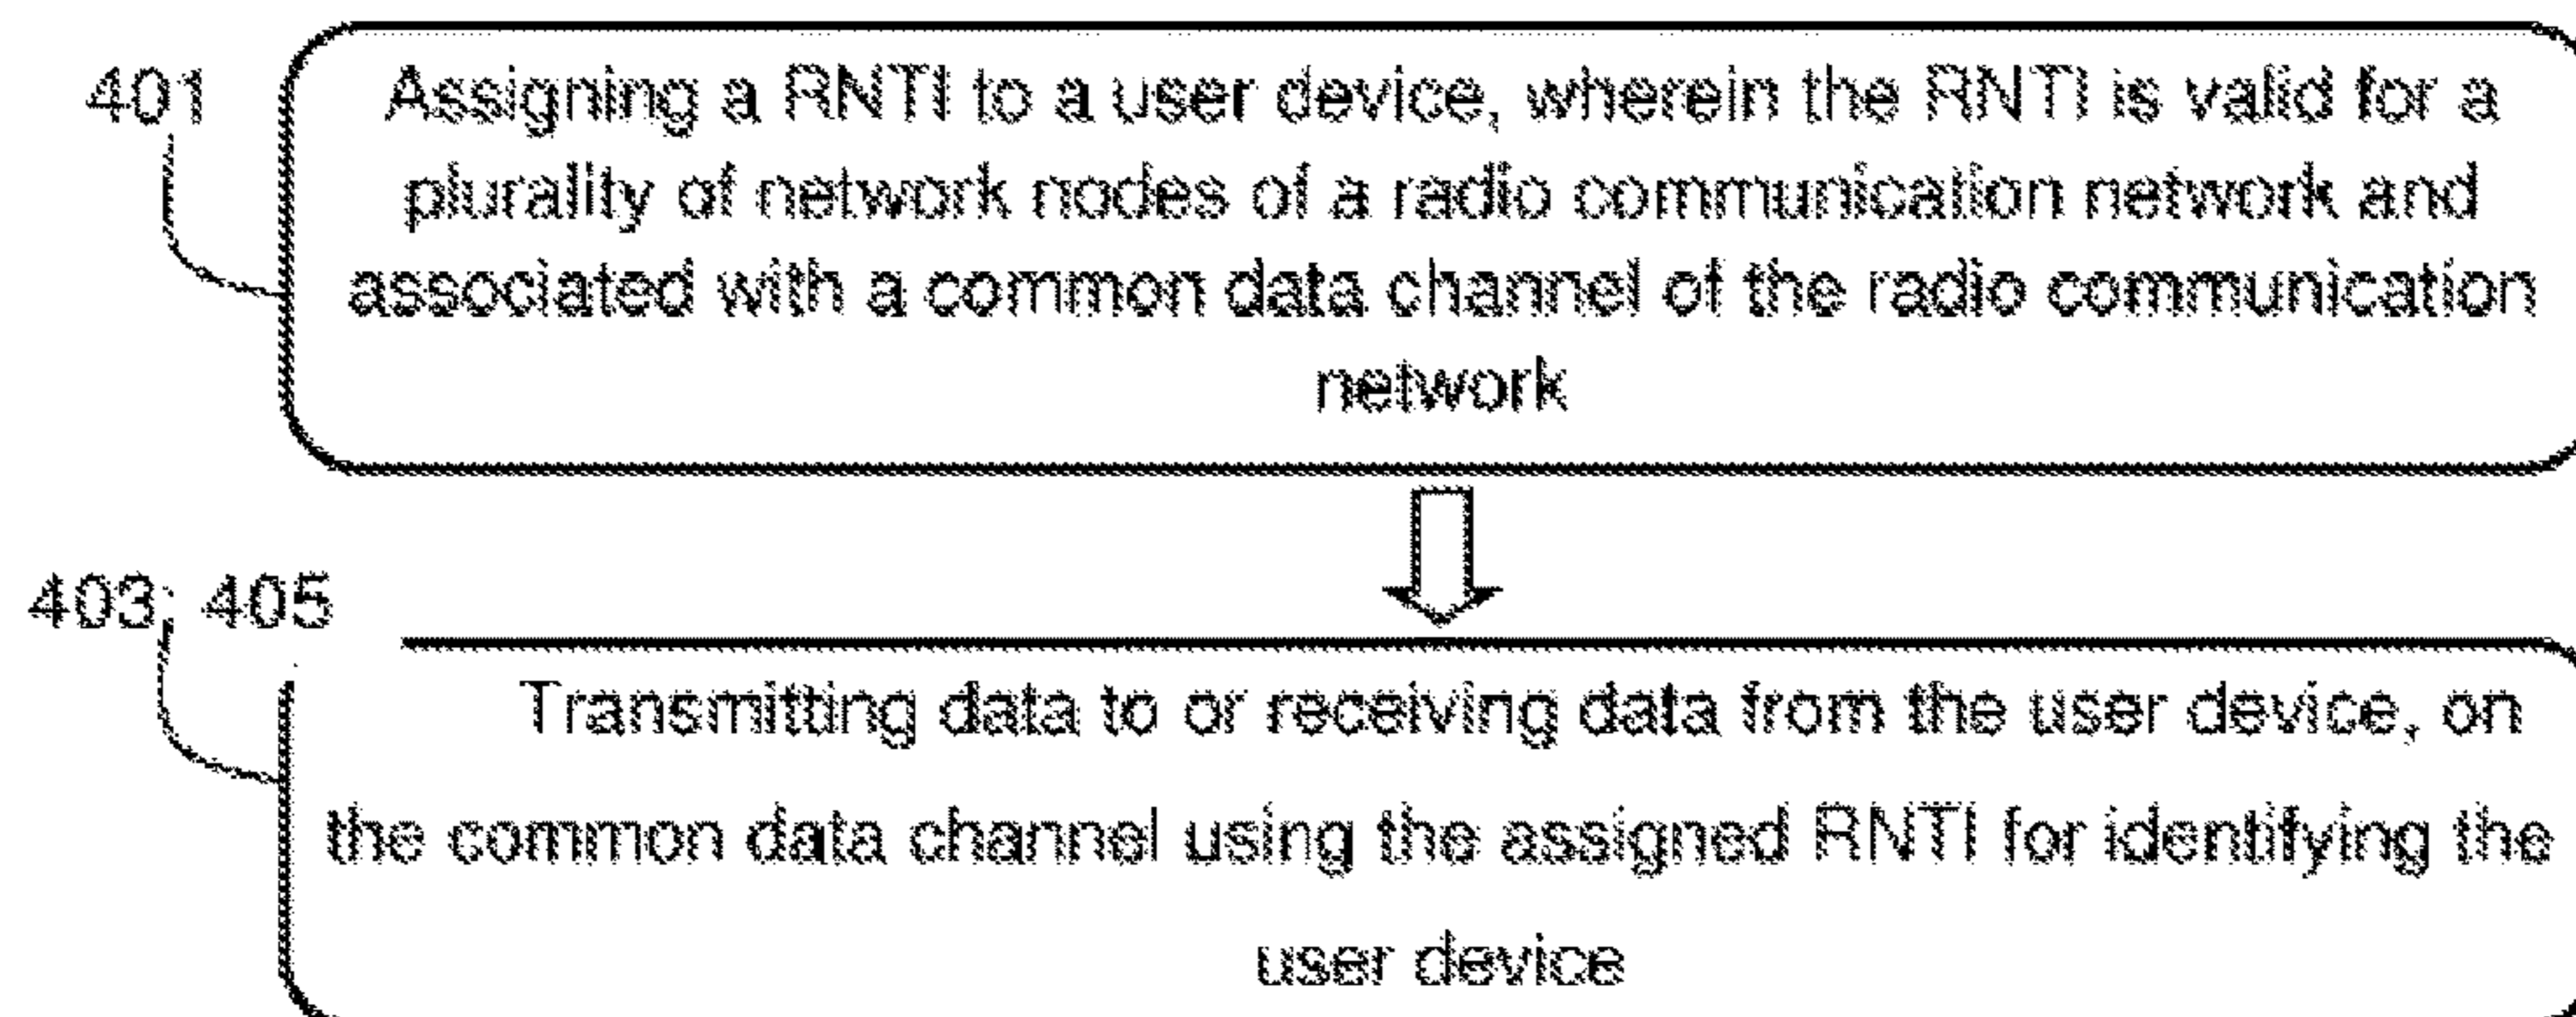 401
Assigning a RNTI to a user device, wherein the RNTI is valid for a
plurality of network nodes of a radio communication network and
associated with a common data channel of the radio communication
network
403; 405
Transmitting data to or receiving data from the user device, on
the common data channel using the assigned RNTI for identifying the
user device